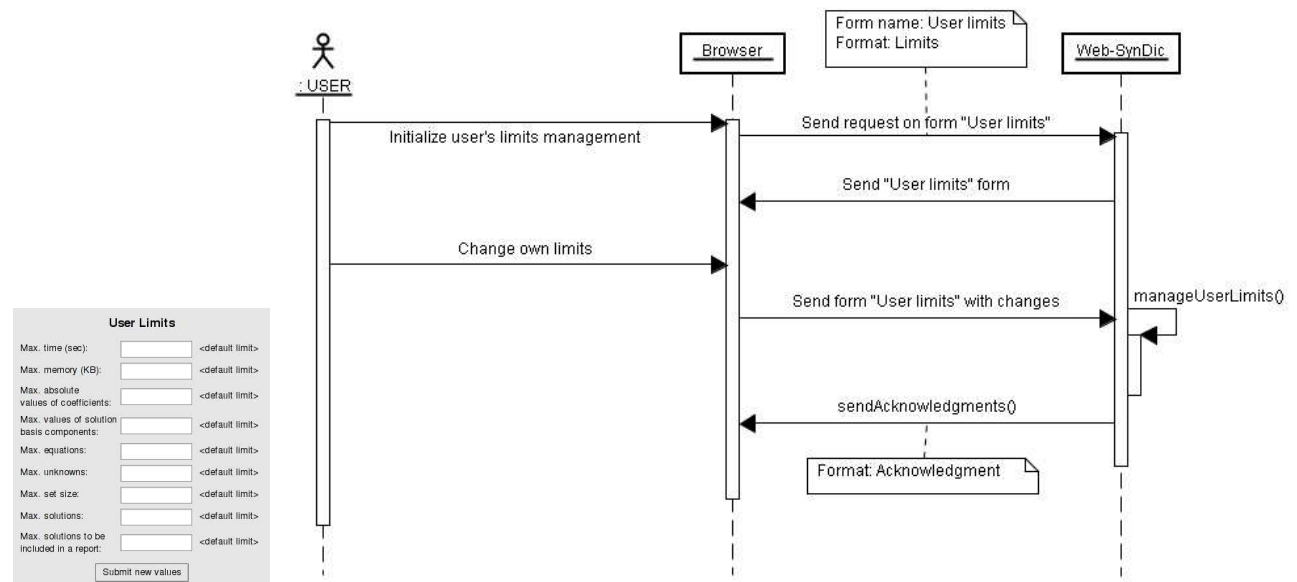 Form name: User limits
Format: Limits
: USER
Browser
Web-SynDic
Initialize user's limits management
Send request on form "User limits"
Send "User limits" form
Change own limits
Send form "User limits" with changes
manageUserLimits()
sendAcknowledgments()
Format: Acknowledgment
User Limits
Max. time (sec): <default limit>
Max. memory (KB): <default limit>
Max. absolute
values of coefficients: <default limit>
Max. values of solution
basis components: <default limit>
Max. equations: <default limit>
Max. unknowns: <default limit>
Max. set size: <default limit>
Max. solutions: <default limit>
Max. solutions to be
included in a report: <default limit>
Submit new values